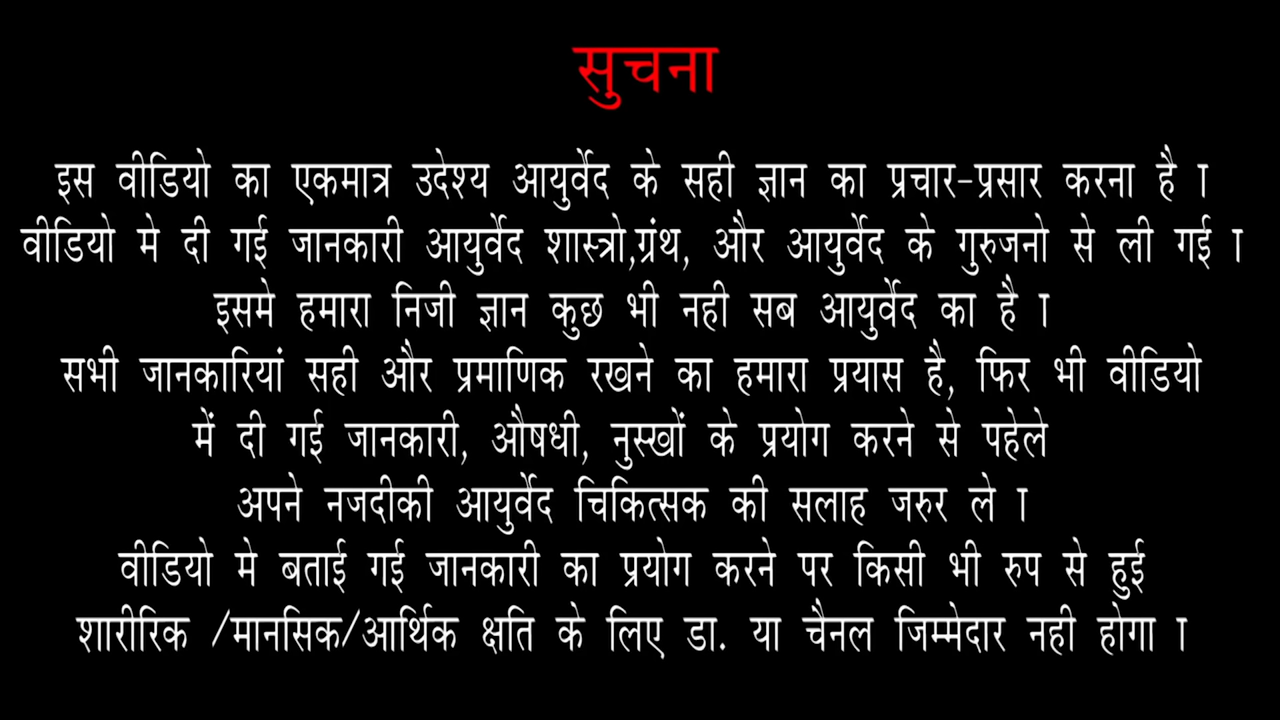 सुचना
इस वीडियो का एकमात्र उदेश्य आयुर्वेद के सही ज्ञान का प्रचार-प्रसार करना है ।
वीडियो मे दी गई जानकारी आयुर्वेद शास्त्रो,ग्रंथ, और आयुर्वेद के गुरुजनो से ली गई ।
इसमे हमारा निजी ज्ञान कुछ भी नही सब आयुर्वेद का है ।
सभी जानकारियां सही और प्रमाणिक रखने का हमारा प्रयास है, फिर भी वीडियो
में दी गई जानकारी, औषधी, नुस्खों के प्रयोग करने से पहेले
अपने नजदीकी आयुर्वेद चिकित्सक की सलाह जरुर ले ।
वीडियो मे बताई गई जानकारी का प्रयोग करने पर किसी भी रुप से हुई
शारीरिक /मानसिक/आर्थिक क्षति के लिए डा. या चैनल जिम्मेदार नही होगा ।